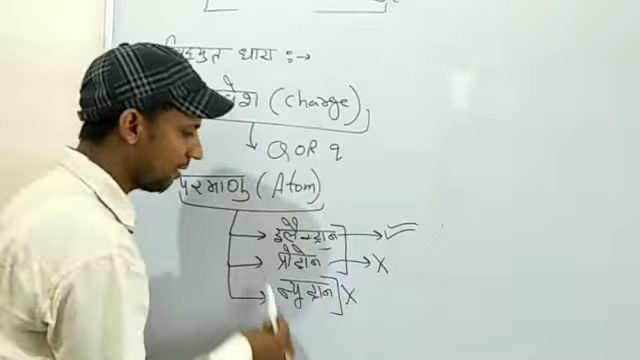 धारा :→
(charge)
Q OR q
परमाणु (Atom)
इलेक्ट्रान → ✓
प्रोटोन → X
न्यूट्रान X